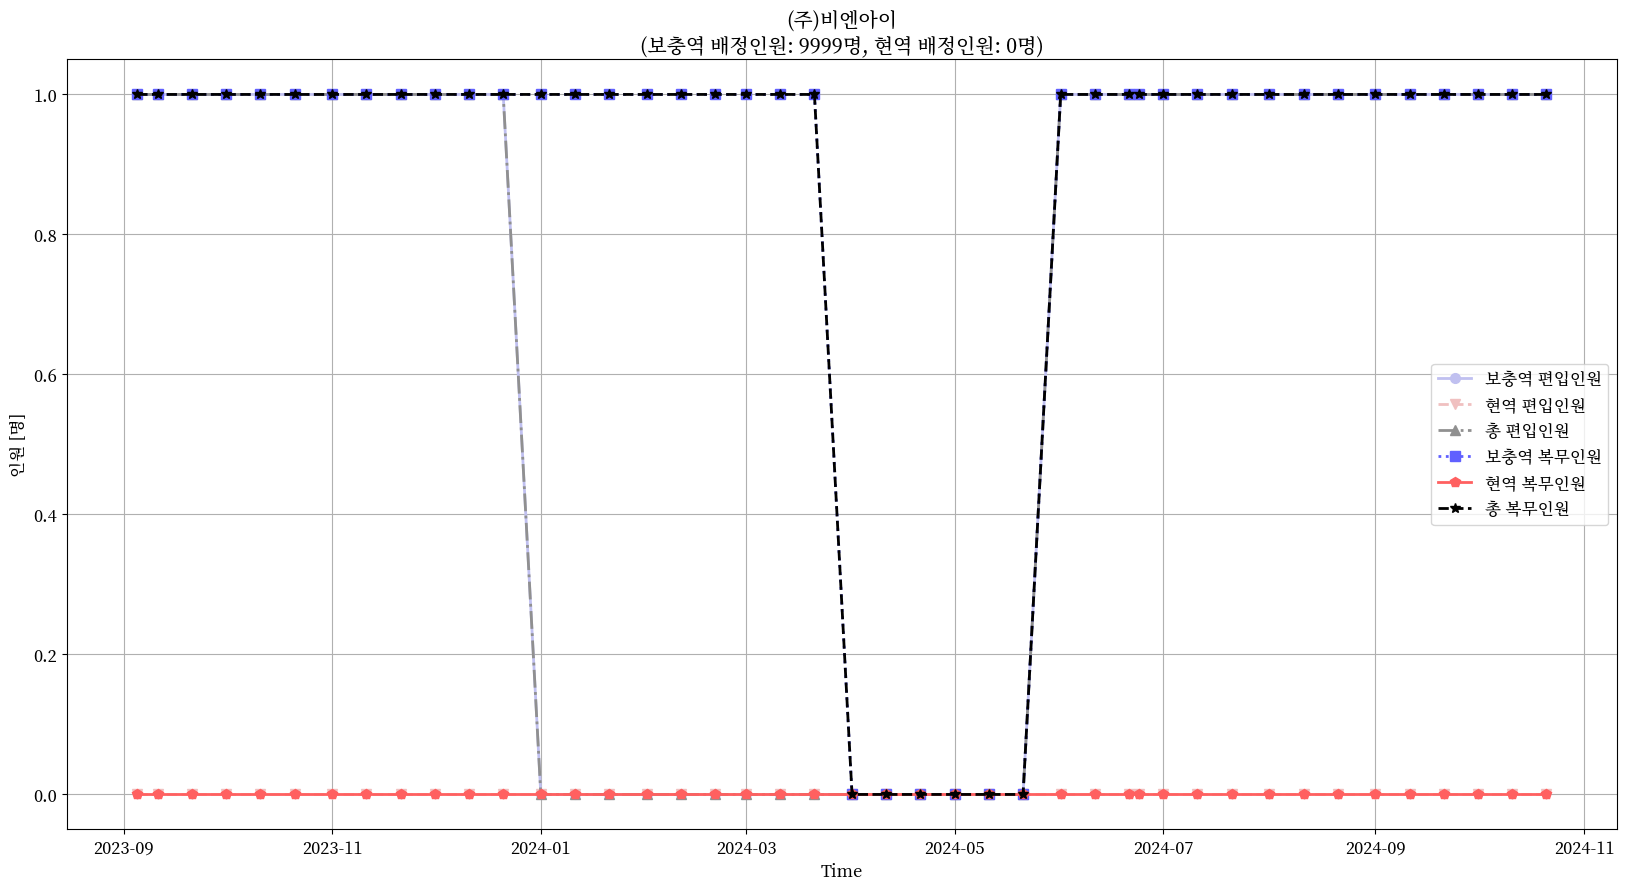 (주)비엔아이
(보충역 배정인원: 9999명, 현역 배정인원: 0명)
인원 [명]
1.0
0.8
0.6
0.4
0.2
0.0
보충역 편입인원
현역 편입인원
총 편입인원
보충역 복무인원
현역 복무인원
총 복무인원
2023-09
2023-11
2024-01
2024-03
2024-05
2024-07
2024-09
2024-11
Time